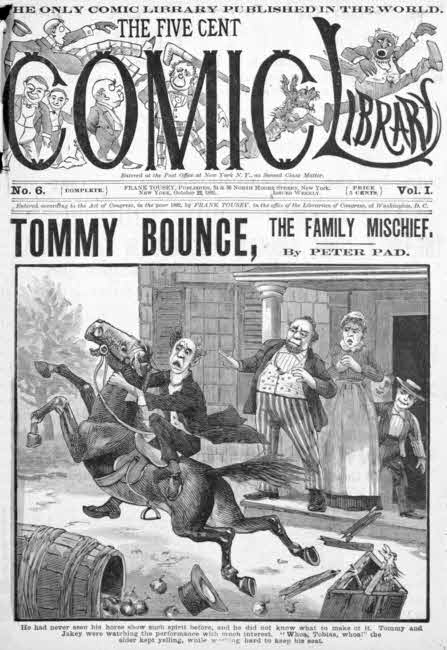 THE ONLY COMIC LIBRARY PUBLISHED IN THE WORLD.
THE FIVE CENT
COMIC LIBRARY
Entered at the Post Office at New York N. Y., as Second Class Matter.
No. 6.
{COMPLETE.}
FRANK TOUSEY, Publisher, 34 & 36 North Moore Street, New York.
New York, October 22, 1892. Issued Weekly.
{PRICE 5 CENTS.}
Vol. I.
Entered according to the Act of Congress, in the year 1892, by FRANK TOUSEY, in the office of the Librarian of Congress, at Washington, D. C.
TOMMY BOUNCE, THE FAMILY MISCHIEF.
By PETER PAD.
He had never seen his horse show such spirit before, and he did not know what to make of it. Tommy and
Jakey were watching the performance with much interest. "Whoa, Tobias, whoa!" the
elder kept yelling, while hard to keep his seat.